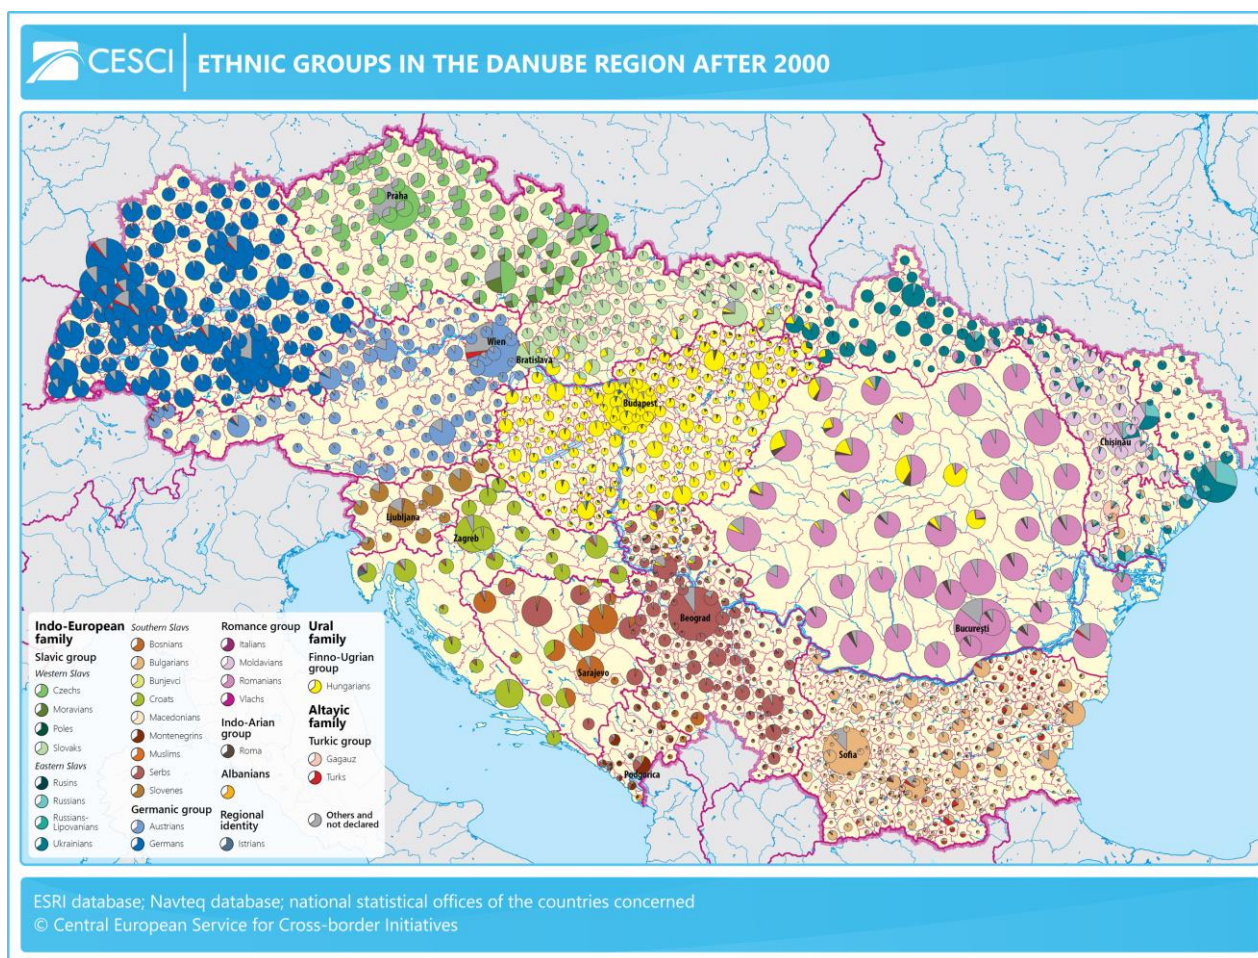 CESCI
ETHNIC GROUPS IN THE DANUBE REGION AFTER 2000
Praha
Wien
Bratislava
Budapest
Chișinău
Ljubljana
Zagreb
Beograd
București
Sarajevo
Podgorica
Sofia
Indo-European
family
Slavic group
Western Slavs
Czechs
Moravians
Poles
Slovaks
Eastern Slavs
Rusins
Russians
Russians-
Lipovanians
Ukrainians
Southern Slavs
Bosnians
Bulgarians
Bunjevci
Croats
Macedonians
Montenegrins
Muslims
Serbs
Slovenes
Germanic group
Austrians
Germans
Romance group
Italians
Moldavians
Romanians
Vlachs
Indo-Arian
group
Roma
Albanians
Regional
identity
Istrians
Ural
family
Finno-Ugrian
group
Hungarians
Altayic
family
Turkic group
Gagauz
Turks
Others and
not declared
ESRI database; Navteq database; national statistical offices of the countries concerned
© Central European Service for Cross-border Initiatives